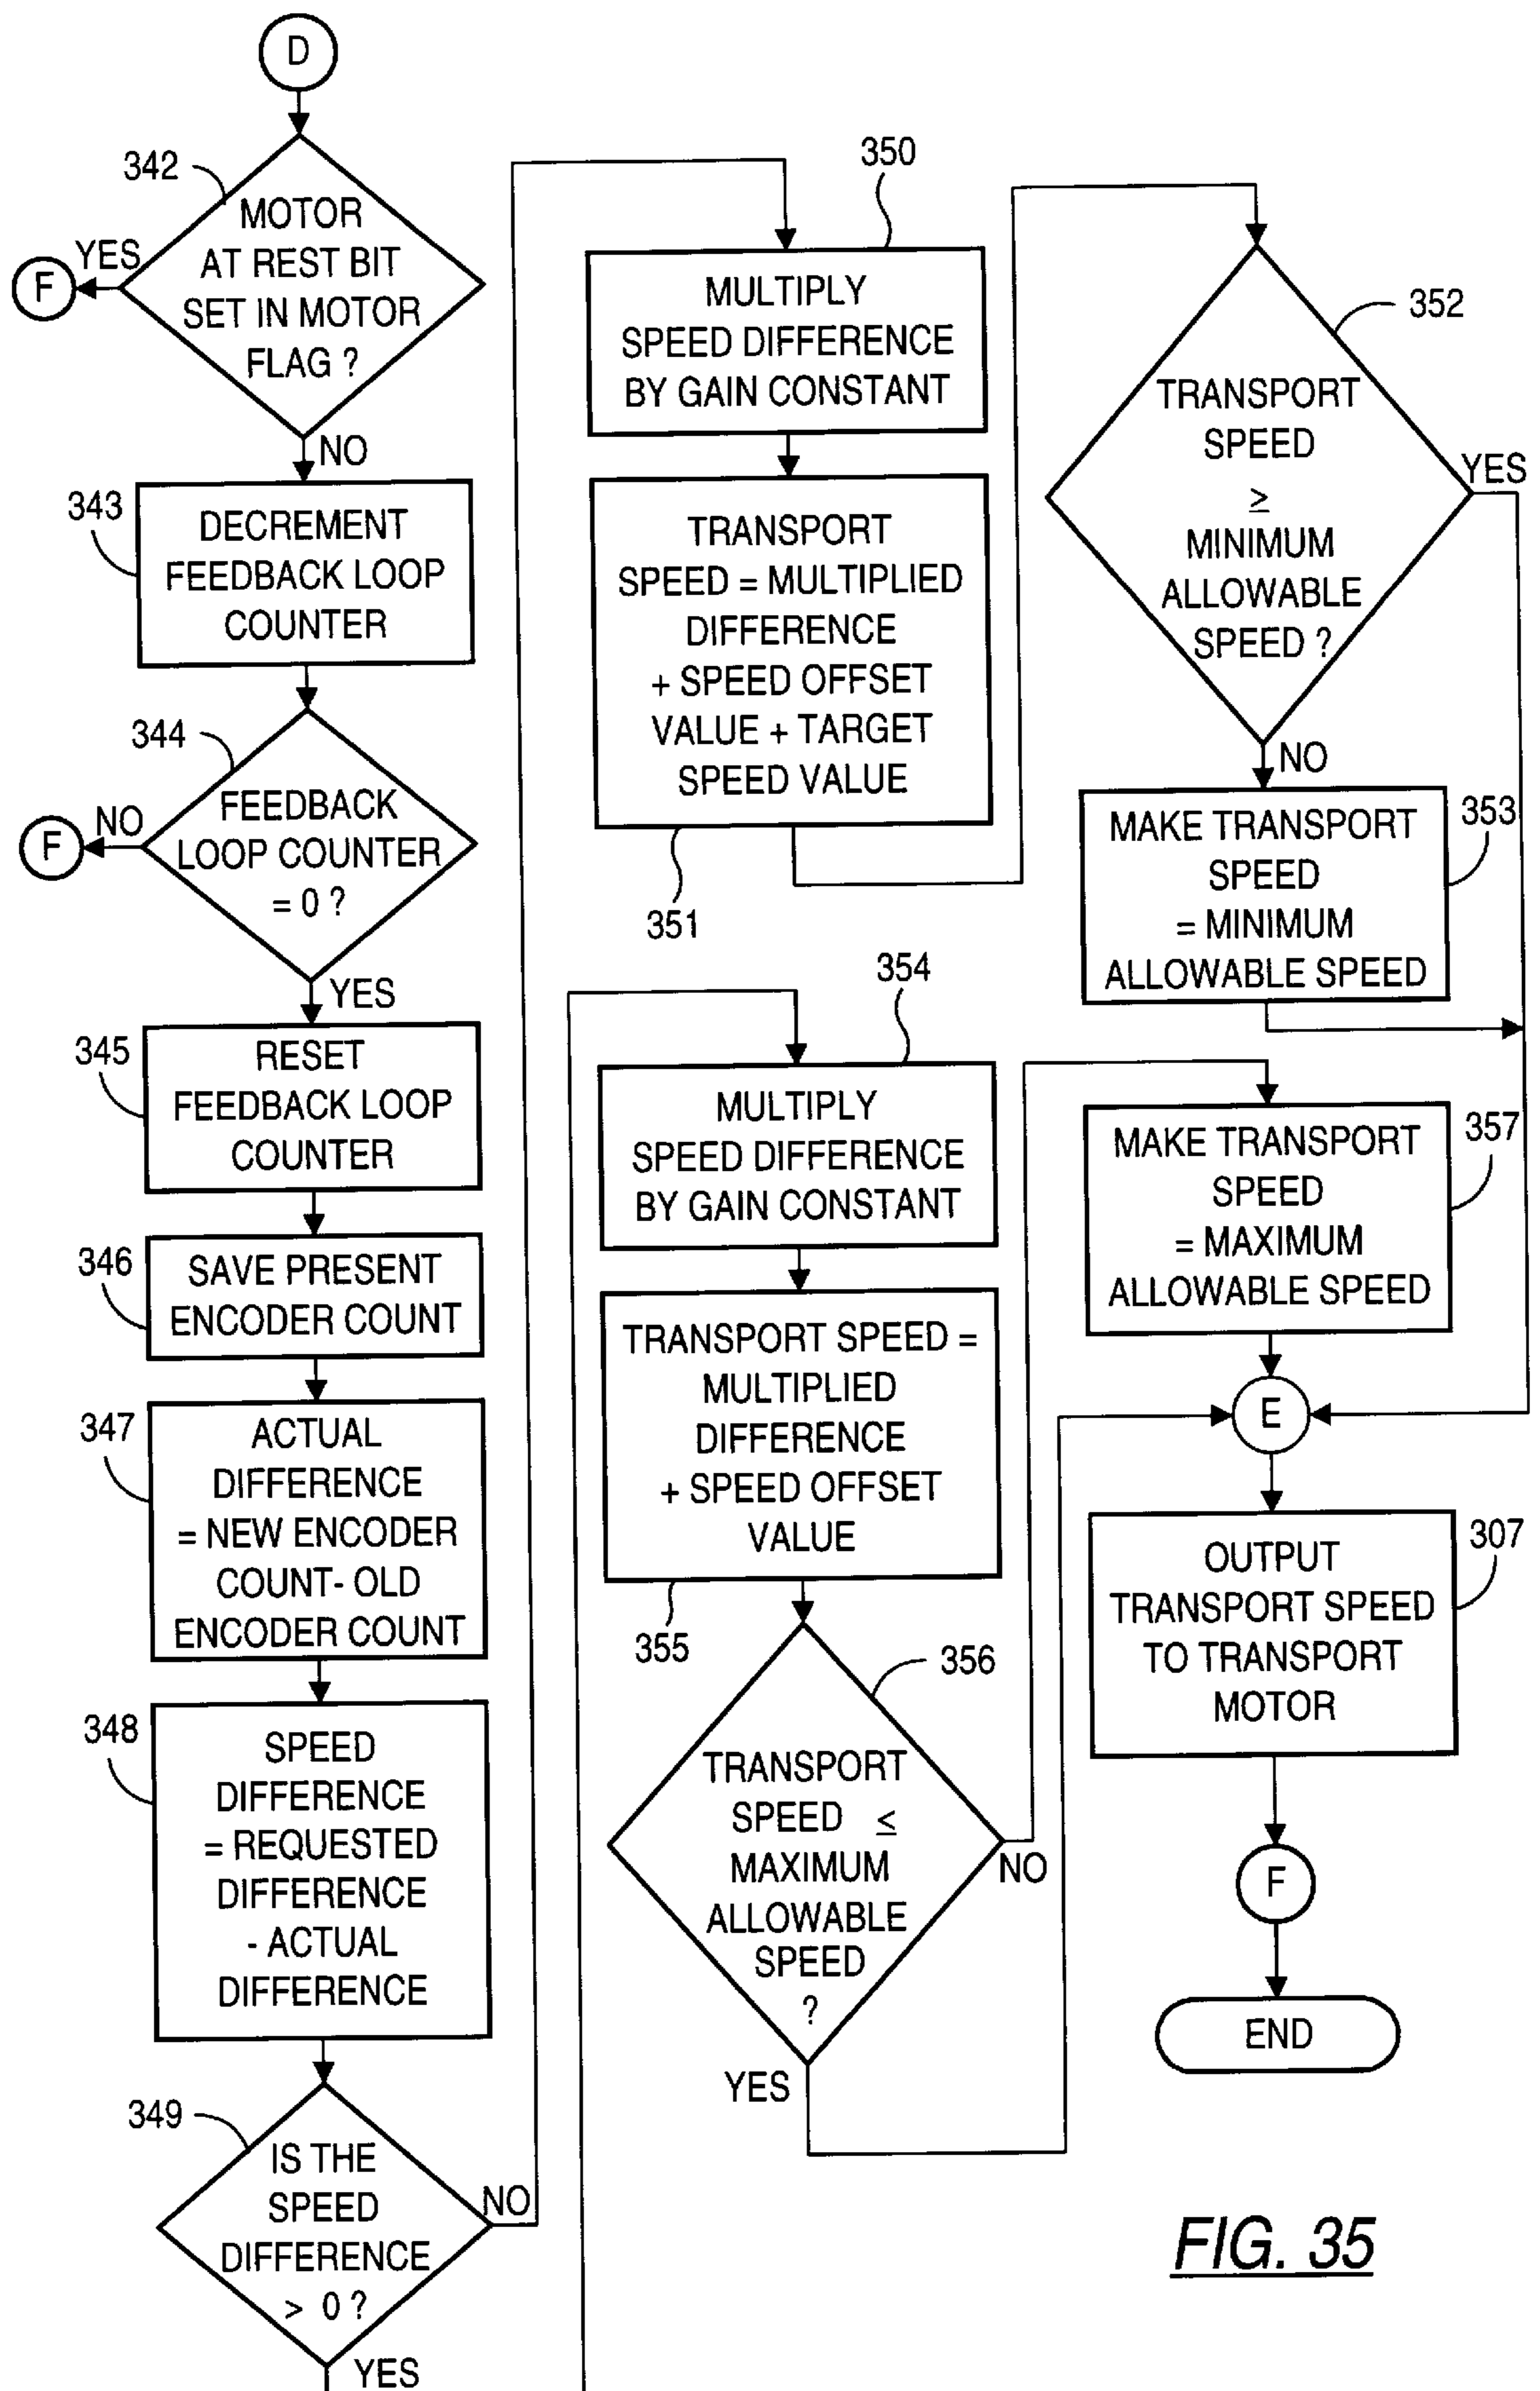 D
342
MOTOR
AT REST BIT
SET IN MOTOR
FLAG ?
YES
F
NO
343
DECREMENT
FEEDBACK LOOP
COUNTER
344
FEEDBACK
LOOP COUNTER
= 0 ?
NO
F
YES
345
RESET
FEEDBACK LOOP
COUNTER
346
SAVE PRESENT
ENCODER COUNT
347
ACTUAL
DIFFERENCE
= NEW ENCODER
COUNT- OLD
ENCODER COUNT
348
SPEED
DIFFERENCE
= REQUESTED
DIFFERENCE
- ACTUAL
DIFFERENCE
349
IS THE
SPEED
DIFFERENCE
> 0 ?
NO
YES
350
MULTIPLY
SPEED DIFFERENCE
BY GAIN CONSTANT
TRANSPORT
SPEED = MULTIPLIED
DIFFERENCE
+ SPEED OFFSET
VALUE + TARGET
SPEED VALUE
351
352
TRANSPORT
SPEED
≥
MINIMUM
ALLOWABLE
SPEED ?
YES
NO
353
MAKE TRANSPORT
SPEED
= MINIMUM
ALLOWABLE SPEED
354
MULTIPLY
SPEED DIFFERENCE
BY GAIN CONSTANT
TRANSPORT SPEED =
MULTIPLIED
DIFFERENCE
+ SPEED OFFSET
VALUE
355
356
TRANSPORT
SPEED ≤
MAXIMUM
ALLOWABLE
SPEED
?
NO
YES
357
MAKE TRANSPORT
SPEED
= MAXIMUM
ALLOWABLE SPEED
E
307
OUTPUT
TRANSPORT SPEED
TO TRANSPORT
MOTOR
F
END
FIG. 35